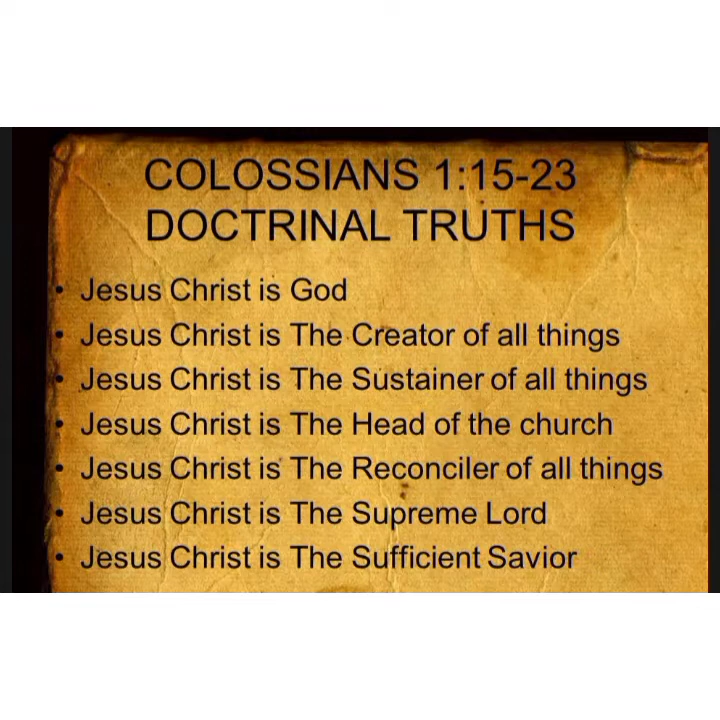 COLOSSIANS 1:15-23
DOCTRINAL TRUTHS
• Jesus Christ is God
• Jesus Christ is The Creator of all things
• Jesus Christ is The Sustainer of all things
• Jesus Christ is The Head of the church
• Jesus Christ is The Reconciler of all things
• Jesus Christ is The Supreme Lord
• Jesus Christ is The Sufficient Savior